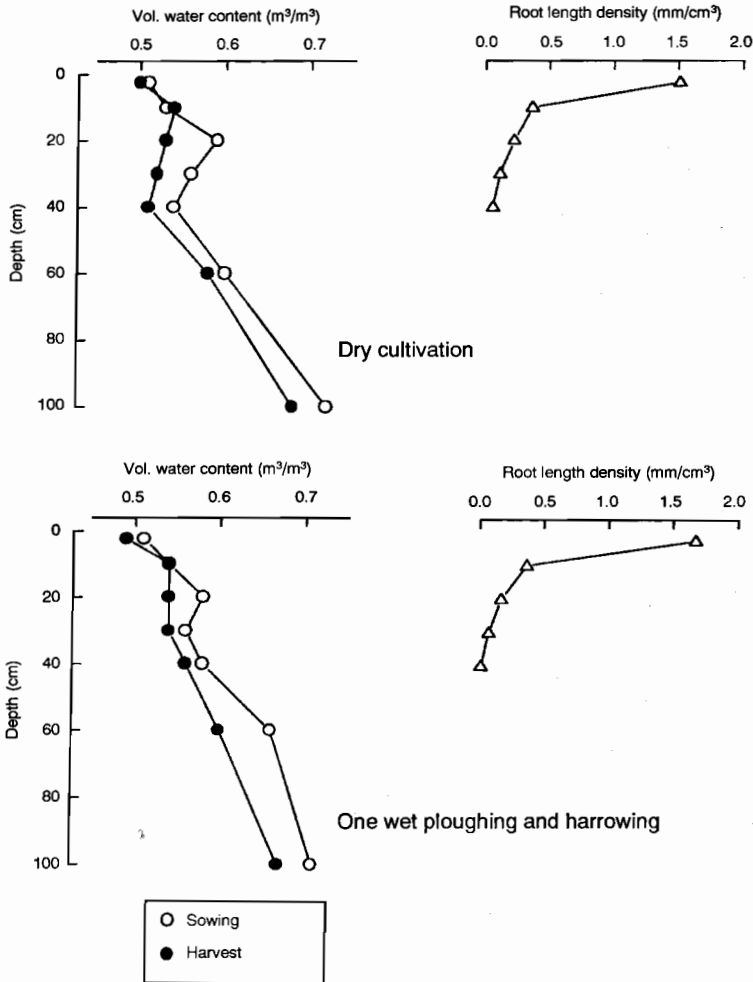 Vol. water content (m³/m³)
0.5 0.6 0.7
Root length density (mm/cm³)
0.0 0.5 1.0 1.5 2.0
Depth (cm)
0
20
40
60
80
100
Dry cultivation
Vol. water content (m³/m³)
0.5 0.6 0.7
Root length density (mm/cm³)
0.0 0.5 1.0 1.5 2.0
Depth (cm)
0
20
40
60
80
100
One wet ploughing and harrowing
Sowing
Harvest